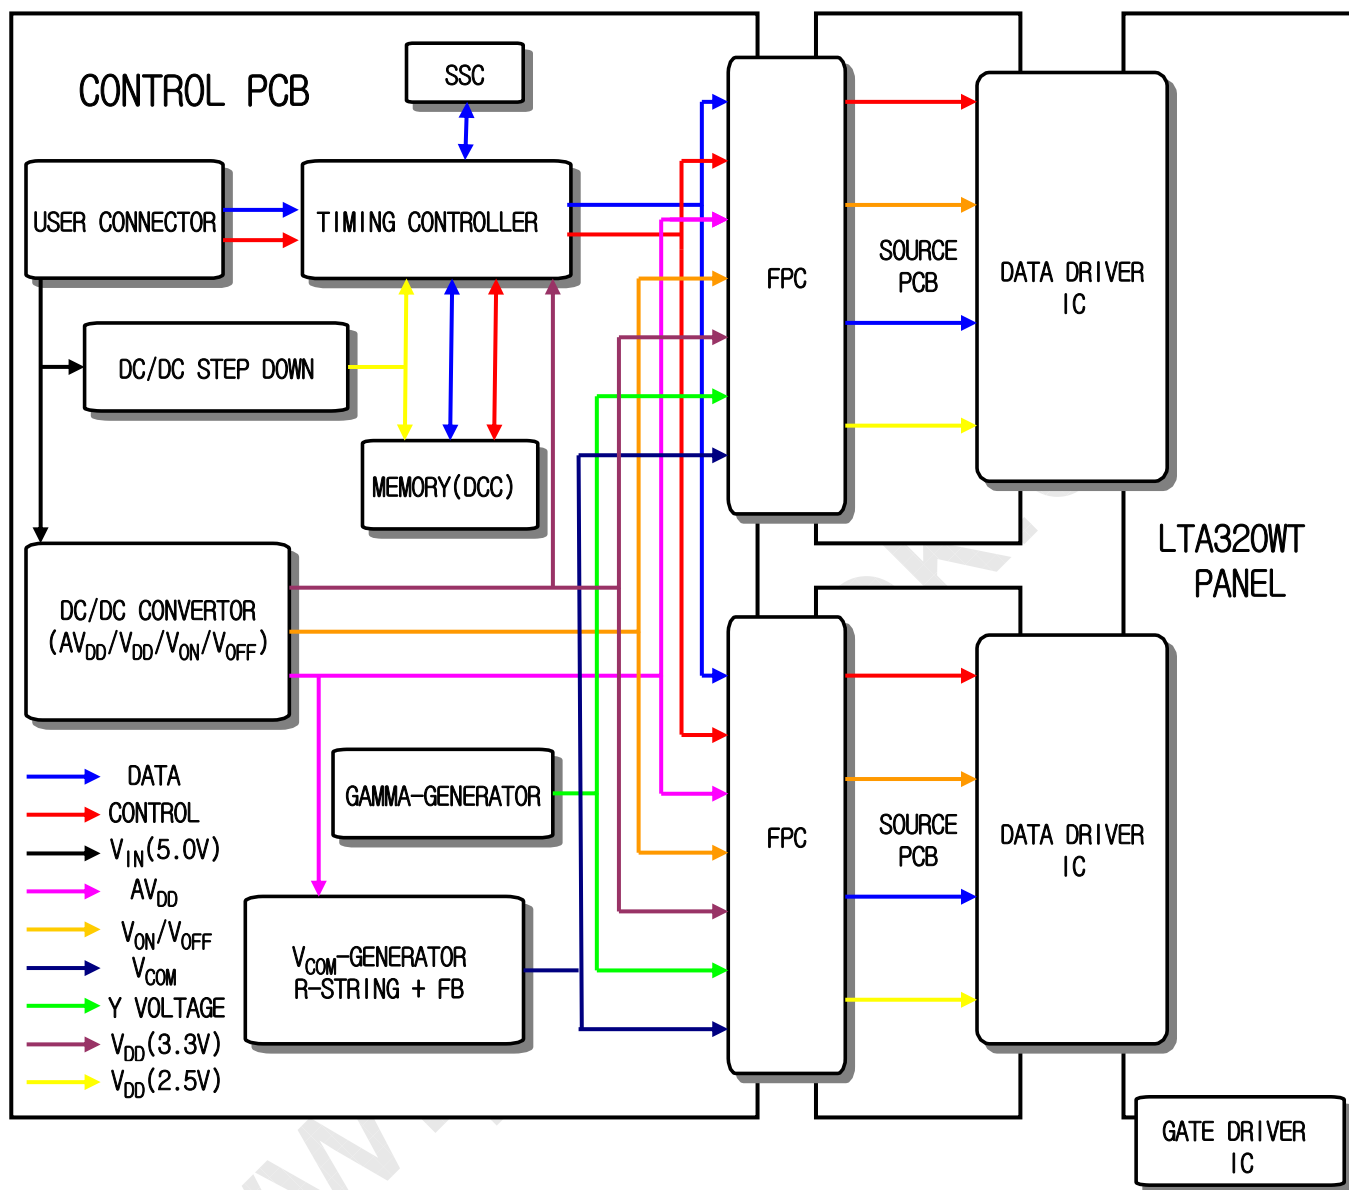 CONTROL PCB
SSC
USER CONNECTOR
TIMING CONTROLLER
DC/DC STEP DOWN
MEMORY(DCC)
DC/DC CONVERTOR
(AVDD/VDD/VON/VOFF)
GAMMA-GENERATOR
VCOM-GENERATOR
R-STRING + FB
DATA
CONTROL
VIN(5.0V)
AVDD
VON/VOFF
VCOM
Y VOLTAGE
VDD(3.3V)
VDD(2.5V)
FPC
SOURCE
PCB
DATA DRIVER
IC
LTA320WT
PANEL
FPC
SOURCE
PCB
DATA DRIVER
IC
GATE DRIVER
IC